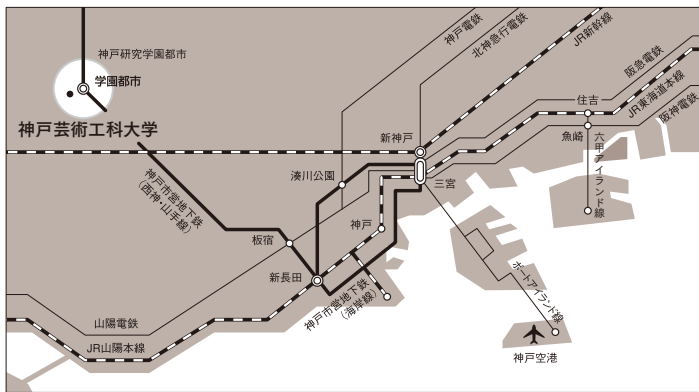 神戸研究学園都市
学園都市
神戸芸術工科大学
神戸電鉄
北神急行電鉄
JR新幹線
阪急電鉄
JR東海道本線
阪神電鉄
住吉
魚崎
六甲アイランド線
新神戸
三宮
湊川公園
神戸市営地下鉄
(西神・山手線)
板宿
神戸
新長田
神戸市営地下鉄
(海岸線)
ポートアイランド線
神戸空港
山陽電鉄
JR山陽本線